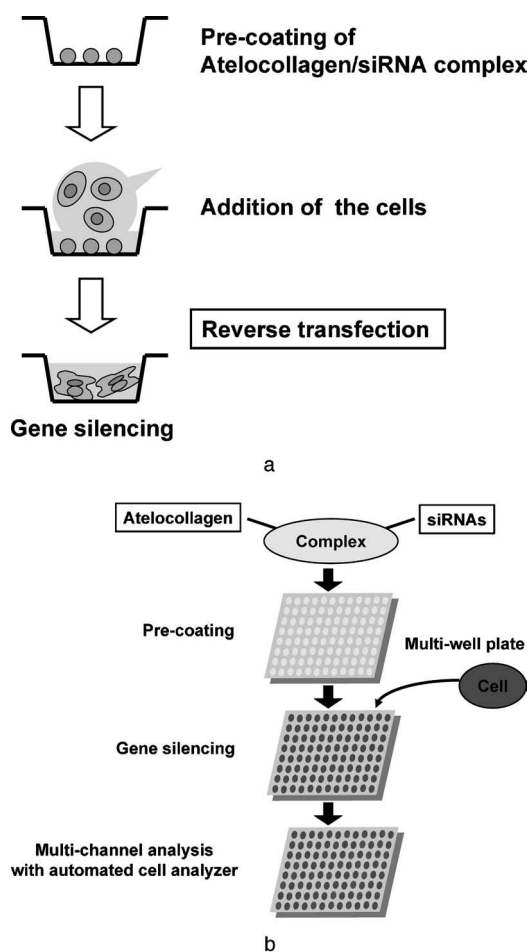 Pre-coating of
Atelocollagen/siRNA complex
Addition of the cells
Reverse transfection
Gene silencing
a
Atelocollagen
siRNAs
Complex
Pre-coating
Multi-well plate
Cell
Gene silencing
Multi-channel analysis
with automated cell analyzer
b